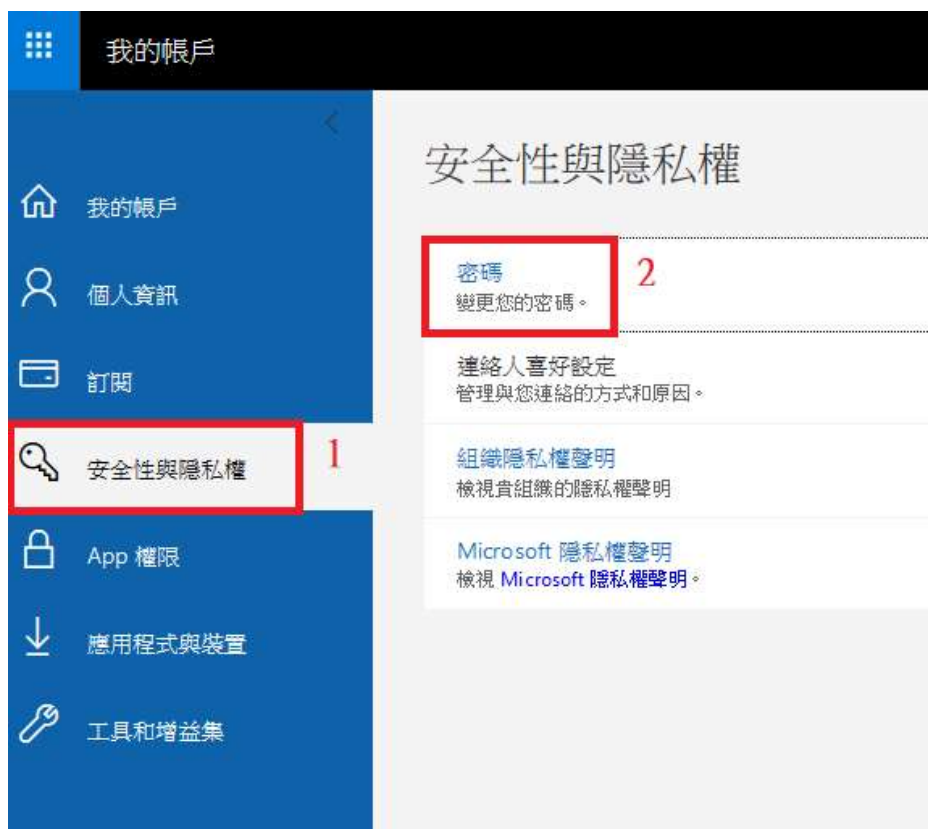 我的帳戶
安全性與隱私權
我的帳戶
個人資訊
訂閱
安全性與隱私權
1
App 權限
應用程式與裝置
工具和增益集
密碼
2
變更您的密碼。
連絡人喜好設定
管理與您連絡的方式和原因。
組織隱私權聲明
檢視貴組織的隱私權聲明
Microsoft 隱私權聲明
檢視 Microsoft 隱私權聲明。